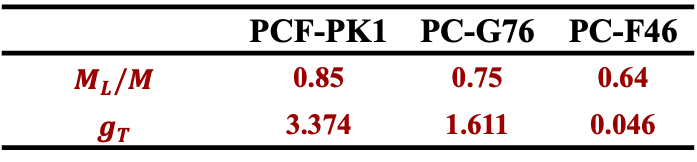 PCF-PK1 PC-G76 PC-F46
M_L/M 0.85 0.75 0.64
g_T 3.374 1.611 0.046